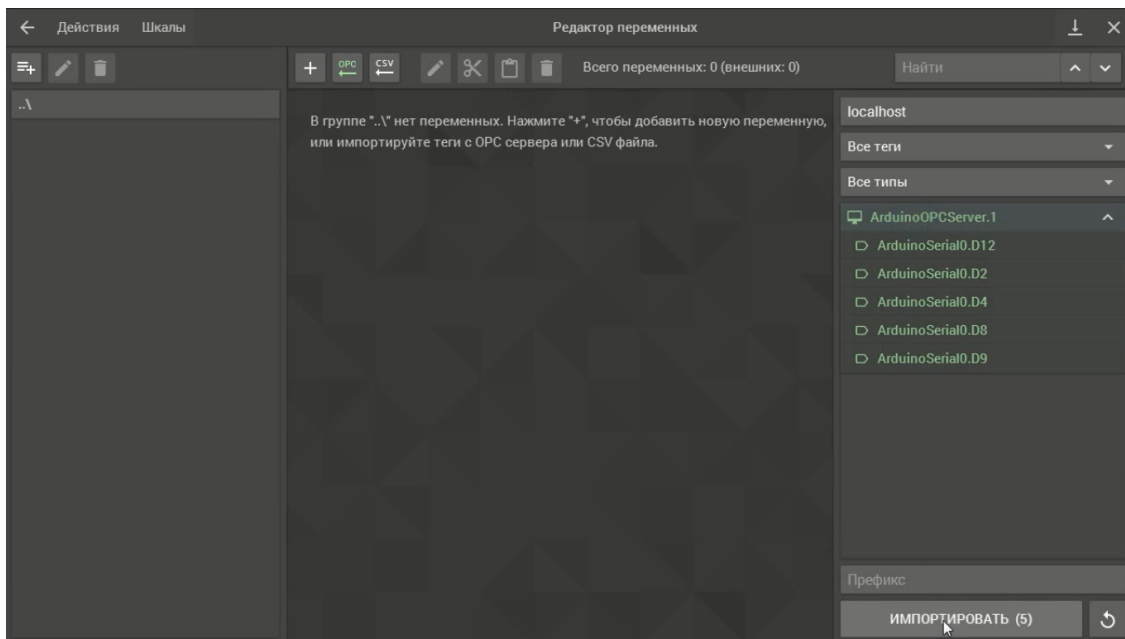 Действия Шкалы Редактор переменных
OPC CSV Всего переменных: 0 (внешних: 0) Найти
..\
В группе "..\" нет переменных. Нажмите "+", чтобы добавить новую переменную,
или импортируйте теги с OPC сервера или CSV файла.
localhost
Все теги
Все типы
ArduinoOPCServer.1
ArduinoSerial0.D12
ArduinoSerial0.D2
ArduinoSerial0.D4
ArduinoSerial0.D8
ArduinoSerial0.D9
Префикс
ИМПОРТИРОВАТЬ (5)